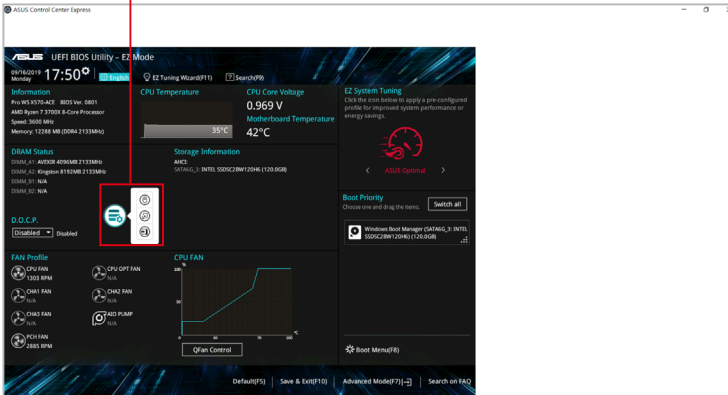 ASUS Control Center Express
ASUS UEFI BIOS Utility – EZ Mode
09/16/2019
Monday
17:50
English
EZ Tuning Wizard(F11)
Search(F9)
Information
Pro WS X570-ACE BIOS Ver. 0801
AMD Ryzen 7 3700X 8-Core Processor
Speed: 3600 MHz
Memory: 12288 MB (DDR4 2133MHz)
CPU Temperature
35°C
CPU Core Voltage
0.969 V
Motherboard Temperature
42°C
EZ System Tuning
Click the icon below to apply a pre-configured
profile for improved system performance or
energy savings.
ASUS Optimal
DRAM Status
DIMM_A1: AVEXIR 4096MB 2133MHz
DIMM_A2: Kingston 8192MB 2133MHz
DIMM_B1: N/A
DIMM_B2: N/A
Storage Information
AHCI:
SATA6G_3: INTEL SSDSC2BW120H6 (120.0GB)
D.O.C.P.
Disabled Disabled
Boot Priority
Choose one and drag the items.
Switch all
Windows Boot Manager (SATA6G_3: INTEL
SSDSC2BW120H6) (120.0GB)
FAN Profile
CPU FAN
1303 RPM
CPU OPT FAN
N/A
CHA1 FAN
N/A
CHA2 FAN
N/A
CHA3 FAN
N/A
AIO PUMP
N/A
PCH FAN
2885 RPM
CPU FAN
%
100
50
0
30
70
100
°C
QFan Control
Boot Menu(F8)
Default(F5)
Save & Exit(F10)
Advanced Mode(F7)
Search on FAQ